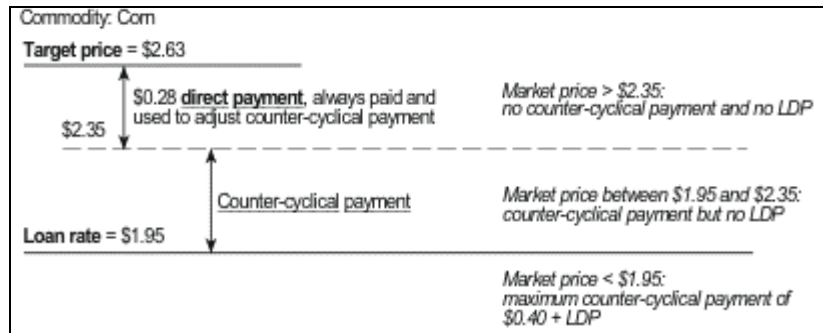 Commodity: Corn
Target price = $2.63
$0.28 direct payment, always paid and
used to adjust counter-cyclical payment
Market price > $2.35:
no counter-cyclical payment and no LDP
$2.35
Counter-cyclical payment
Market price between $1.95 and $2.35:
counter-cyclical payment but no LDP
Loan rate = $1.95
Market price < $1.95:
maximum counter-cyclical payment of
$0.40 + LDP